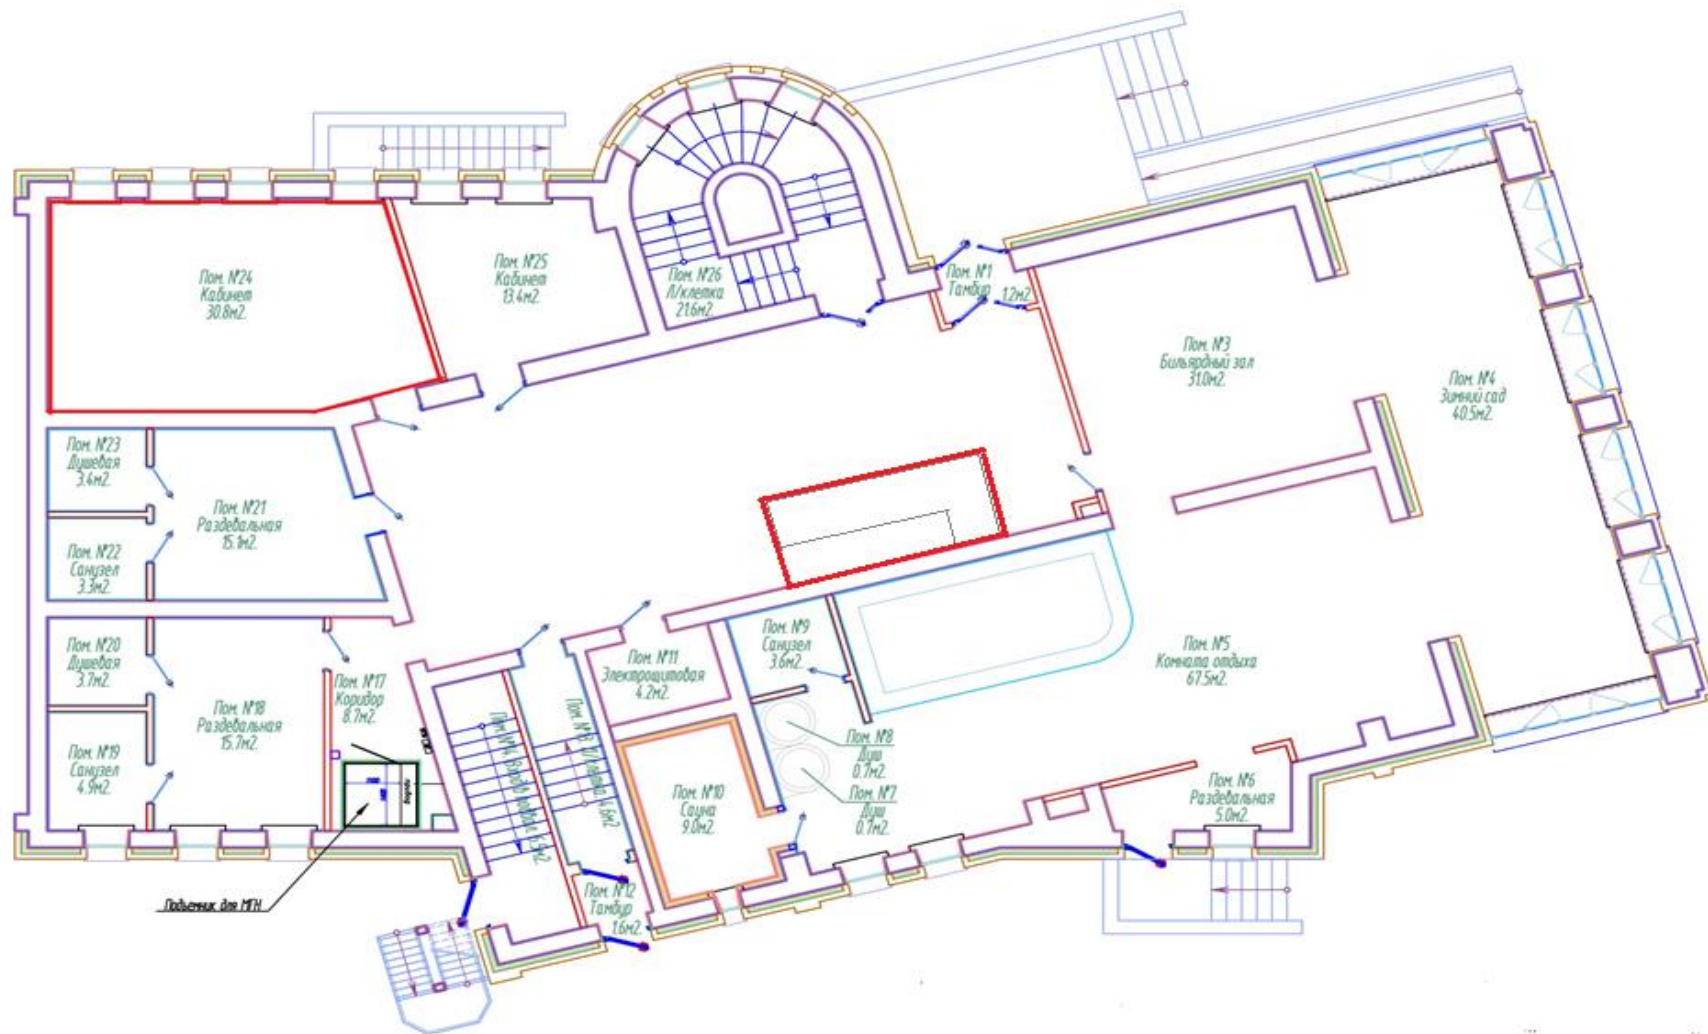 Пом. №24
Кабинет
30.8м2.
Пом. №25
Кабинет
13.4м2.
Пом. №26
Л/клетка
21.6м2.
Пом. №1
Тамбур
1.2м2.
Пом. №3
Бильярдный зал
31.0м2.
Пом. №4
Зимний сад
40.5м2.
Пом. №23
Душевая
3.4м2.
Пом. №21
Раздевальная
15.1м2.
Пом. №22
Санузел
3.3м2.
Пом. №20
Душевая
3.7м2.
Пом. №18
Раздевальная
15.7м2.
Пом. №17
Коридор
8.7м2.
Пом. №19
Санузел
4.9м2.
Пом. №11
Электрощитовая
4.2м2.
Пом. №9
Санузел
3.6м2.
Пом. №5
Комната отдыха
67.5м2.
Пом. №8
Душ
0.7м2.
Пом. №7
Душ
0.7м2.
Пом. №10
Сауна
9.0м2.
Пом. №6
Раздевальная
5.0м2.
Пом. №12
Тамбур
1.6м2.
Подъемник для МГН